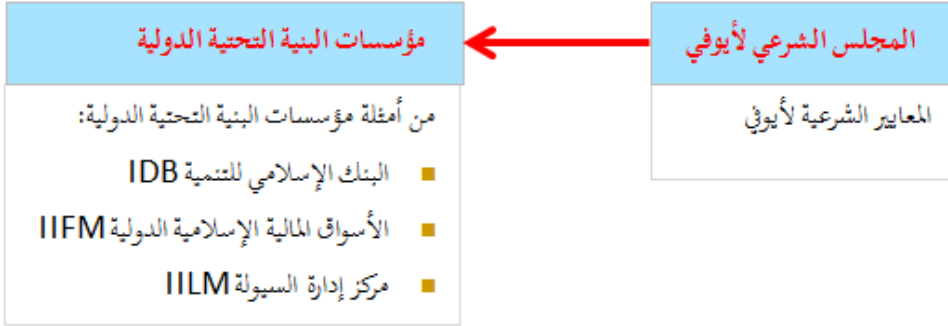 المجلس الشرعي لأيوفي
المعايير الشرعية لأيوفي
مؤسسات البنية التحتية الدولية
من أمثلة مؤسسات البنية التحتية الدولية:
البنك الإسلامي للتنمية IDB
الأسواق المالية الإسلامية الدولية IIFM
مركز إدارة السيولة IILM